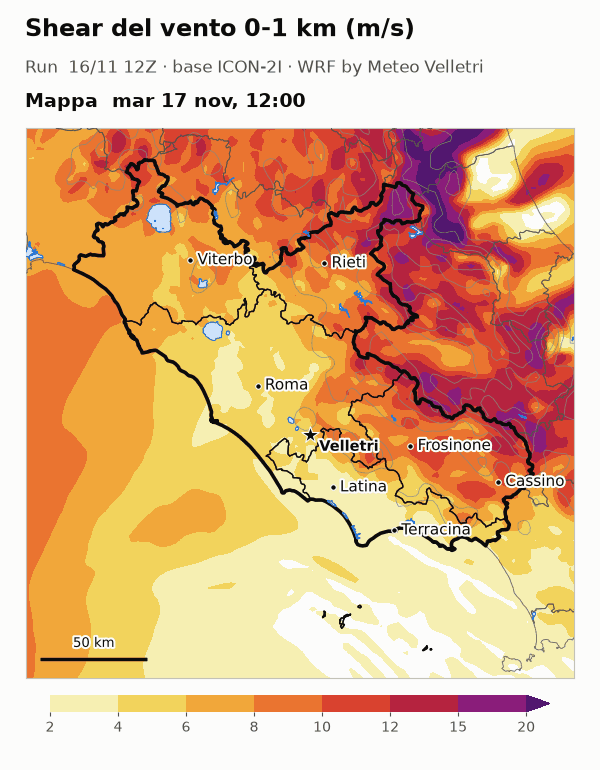 Shear del vento 0-1 km (m/s)
Run  16/11 12Z · base ICON-2I · WRF by Meteo Velletri
Mappa  mar 17 nov, 12:00
Viterbo
Rieti
Roma
Velletri
Frosinone
Cassino
Latina
Terracina
50 km
2 4 6 8 10 12 15 20